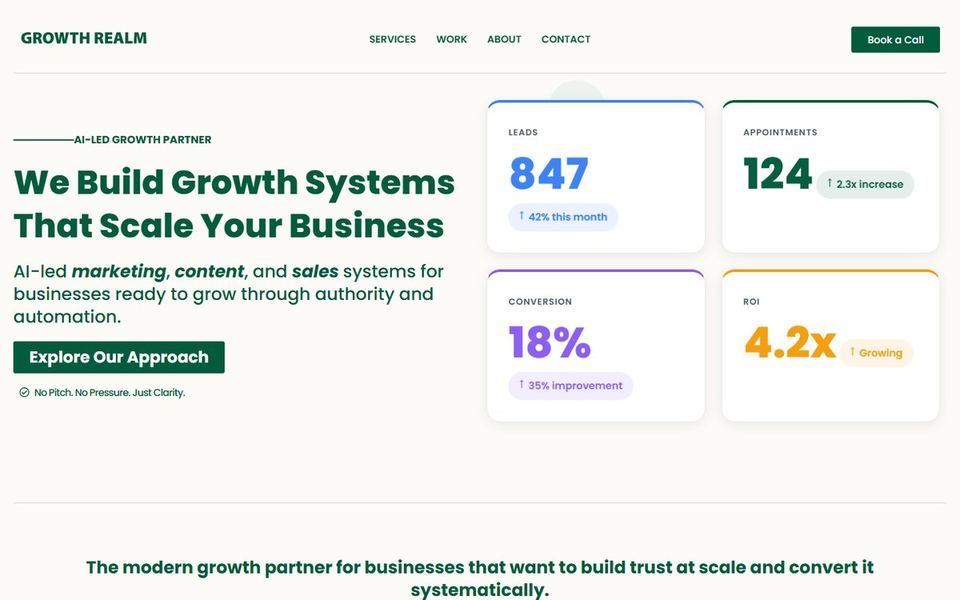 GROWTH REALM
SERVICES
WORK
ABOUT
CONTACT
Book a Call
AI-LED GROWTH PARTNER
We Build Growth Systems
That Scale Your Business
AI-led marketing, content, and sales systems for
businesses ready to grow through authority and
automation.
Explore Our Approach
No Pitch. No Pressure. Just Clarity.
LEADS
847
↑ 42% this month
APPOINTMENTS
124
↑ 2.3x increase
CONVERSION
18%
↑ 35% improvement
ROI
4.2x
↑ Growing
The modern growth partner for businesses that want to build trust at scale and convert it
systematically.